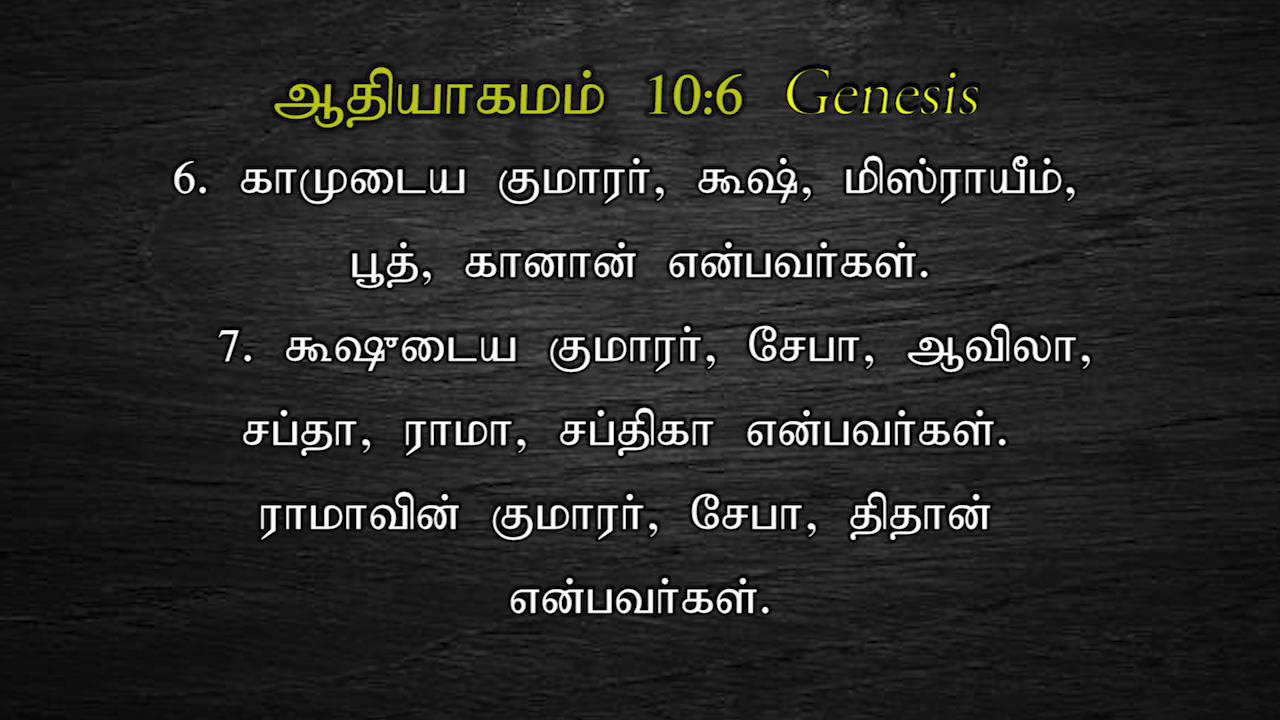 ஆதியாகமம் 10:6 Genesis
6. காமுடைய குமாரர், கூஷ், மிஸ்ராயீம்,
பூத், கானான் என்பவர்கள்.
7. கூஷுடைய குமாரர், சேபா, ஆவிலா,
சப்தா, ராமா, சப்திகா என்பவர்கள்.
ராமாவின் குமாரர், சேபா, திதான்
என்பவர்கள்.